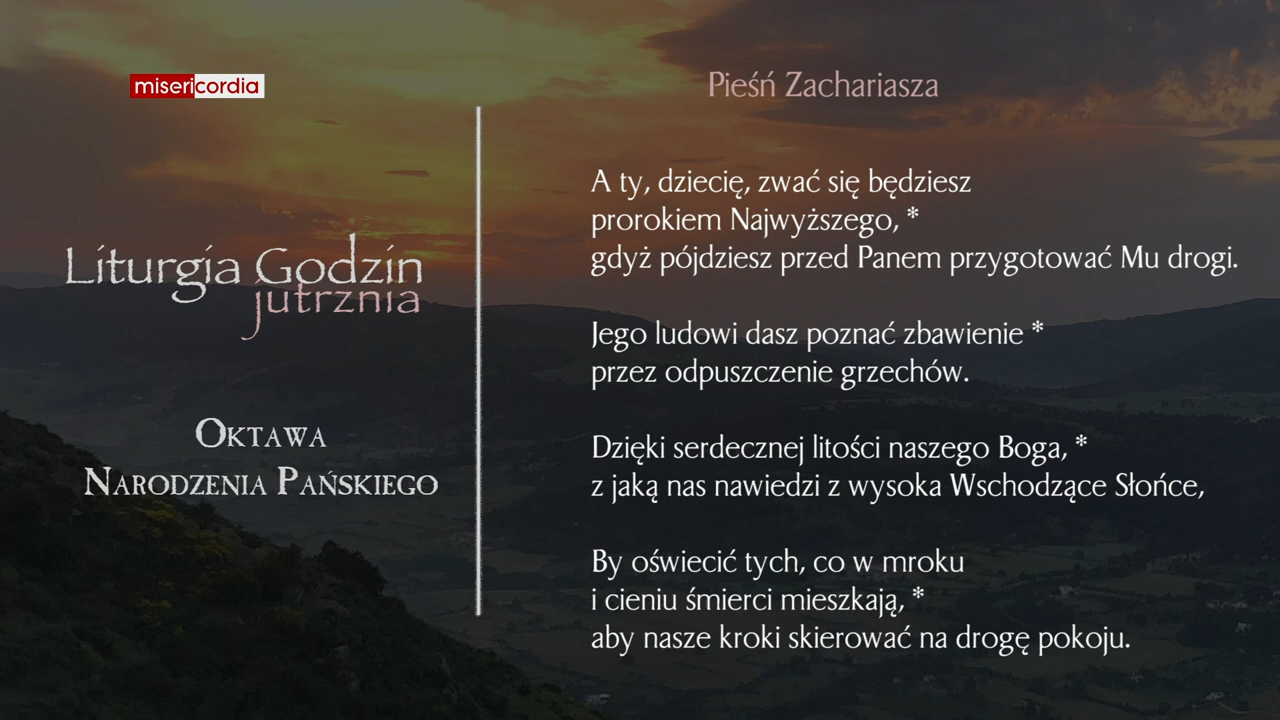 misericordia
Liturgia Godzin
jutrznia
Oktawa
Narodzenia Pańskiego
Pieśń Zachariasza
A ty, dziecię, zwać się będziesz
prorokiem Najwyższego, *
gdyż pójdziesz przed Panem przygotować Mu drogi.
Jego ludowi dasz poznać zbawienie *
przez odpuszczenie grzechów.
Dzięki serdecznej litości naszego Boga, *
z jaką nas nawiedzi z wysoka Wschodzące Słońce,
By oświecić tych, co w mroku
i cieniu śmierci mieszkają, *
aby nasze kroki skierować na drogę pokoju.